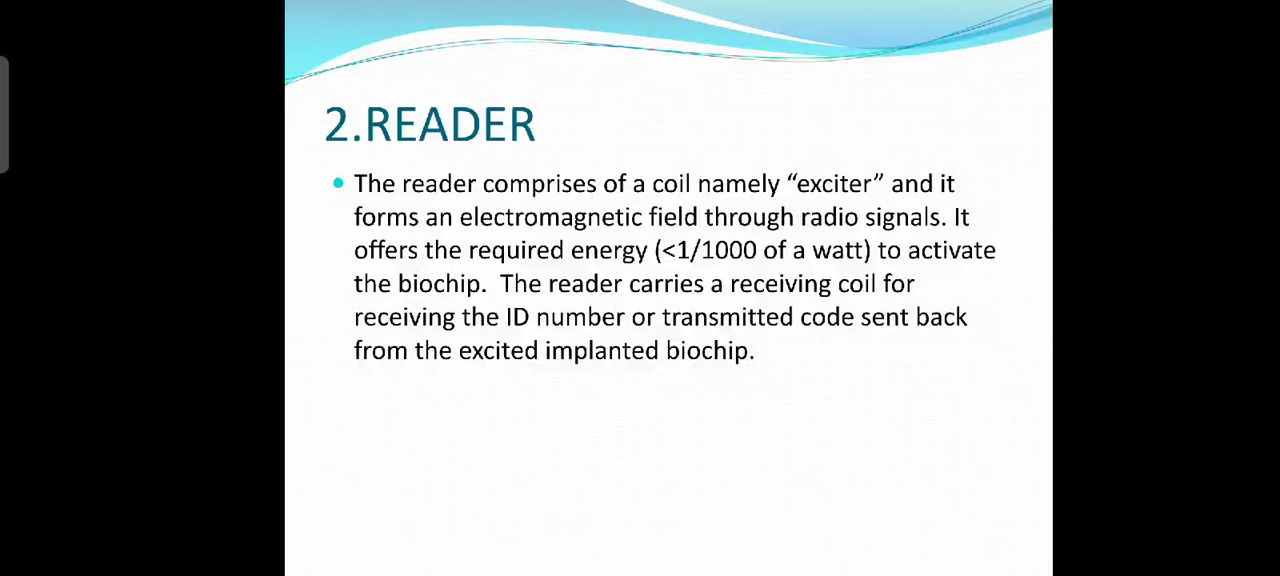 2.READER
• The reader comprises of a coil namely “exciter” and it
forms an electromagnetic field through radio signals. It
offers the required energy (<1/1000 of a watt) to activate
the biochip.  The reader carries a receiving coil for
receiving the ID number or transmitted code sent back
from the excited implanted biochip.